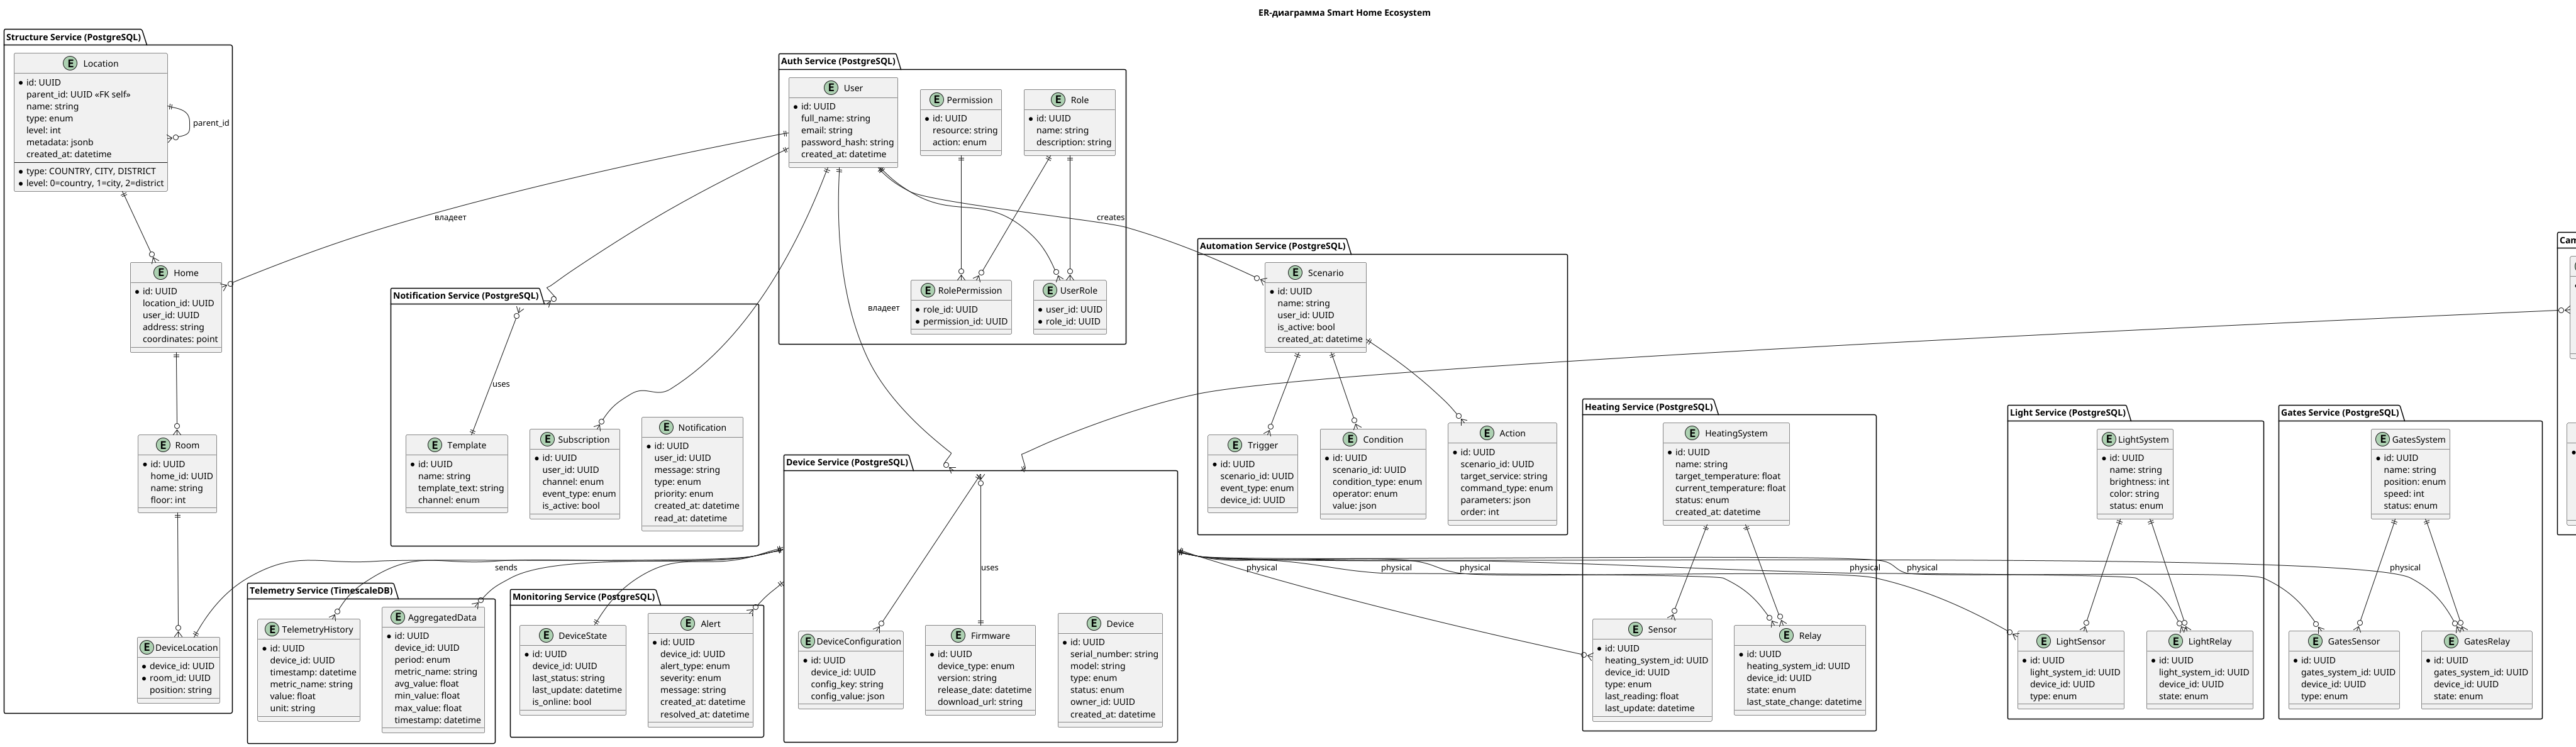 ER-диаграмма Smart Home Ecosystem
Structure Service (PostgreSQL)
E Location
id: UUID
parent_id: UUID «FK self»
name: string
type: enum
level: int
metadata: jsonb
created_at: datetime
type: COUNTRY, CITY, DISTRICT
level: 0=country, 1=city, 2=district
parent_id
E Home
id: UUID
location_id: UUID
user_id: UUID
address: string
coordinates: point
E Room
id: UUID
home_id: UUID
name: string
floor: int
E DeviceLocation
device_id: UUID
room_id: UUID
position: string
владеет
Auth Service (PostgreSQL)
E User
id: UUID
full_name: string
email: string
password_hash: string
created_at: datetime
E Permission
id: UUID
resource: string
action: enum
E Role
id: UUID
name: string
description: string
E RolePermission
role_id: UUID
permission_id: UUID
E UserRole
user_id: UUID
role_id: UUID
creates
владеет
Notification Service (PostgreSQL)
uses
E Template
id: UUID
name: string
template_text: string
channel: enum
E Subscription
id: UUID
user_id: UUID
channel: enum
event_type: enum
is_active: bool
E Notification
id: UUID
user_id: UUID
message: string
type: enum
priority: enum
created_at: datetime
read_at: datetime
Automation Service (PostgreSQL)
E Scenario
id: UUID
name: string
user_id: UUID
is_active: bool
created_at: datetime
E Trigger
id: UUID
scenario_id: UUID
event_type: enum
device_id: UUID
E Condition
id: UUID
scenario_id: UUID
condition_type: enum
operator: enum
value: json
E Action
id: UUID
scenario_id: UUID
target_service: string
command_type: enum
parameters: json
order: int
Telemetry Service (TimescaleDB)
sends
E TelemetryHistory
id: UUID
device_id: UUID
timestamp: datetime
metric_name: string
value: float
unit: string
E AggregatedData
id: UUID
device_id: UUID
period: enum
metric_name: string
avg_value: float
min_value: float
max_value: float
timestamp: datetime
Monitoring Service (PostgreSQL)
E DeviceState
id: UUID
device_id: UUID
last_status: string
last_update: datetime
is_online: bool
E Alert
id: UUID
device_id: UUID
alert_type: enum
severity: enum
message: string
created_at: datetime
resolved_at: datetime
Device Service (PostgreSQL)
uses
E DeviceConfiguration
id: UUID
device_id: UUID
config_key: string
config_value: json
E Firmware
id: UUID
device_type: enum
version: string
release_date: datetime
download_url: string
E Device
id: UUID
serial_number: string
model: string
type: enum
status: enum
owner_id: UUID
created_at: datetime
Heating Service (PostgreSQL)
E HeatingSystem
id: UUID
name: string
target_temperature: float
current_temperature: float
status: enum
created_at: datetime
physical
physical
physical
physical
physical
physical
E Sensor
id: UUID
heating_system_id: UUID
device_id: UUID
type: enum
last_reading: float
last_update: datetime
E Relay
id: UUID
heating_system_id: UUID
device_id: UUID
state: enum
last_state_change: datetime
Light Service (PostgreSQL)
E LightSystem
id: UUID
name: string
brightness: int
color: string
status: enum
E LightSensor
id: UUID
light_system_id: UUID
device_id: UUID
type: enum
E LightRelay
id: UUID
light_system_id: UUID
device_id: UUID
state: enum
Gates Service (PostgreSQL)
E GatesSystem
id: UUID
name: string
position: enum
speed: int
status: enum
E GatesSensor
id: UUID
gates_system_id: UUID
device_id: UUID
type: enum
E GatesRelay
id: UUID
gates_system_id: UUID
device_id: UUID
state: enum
Cam